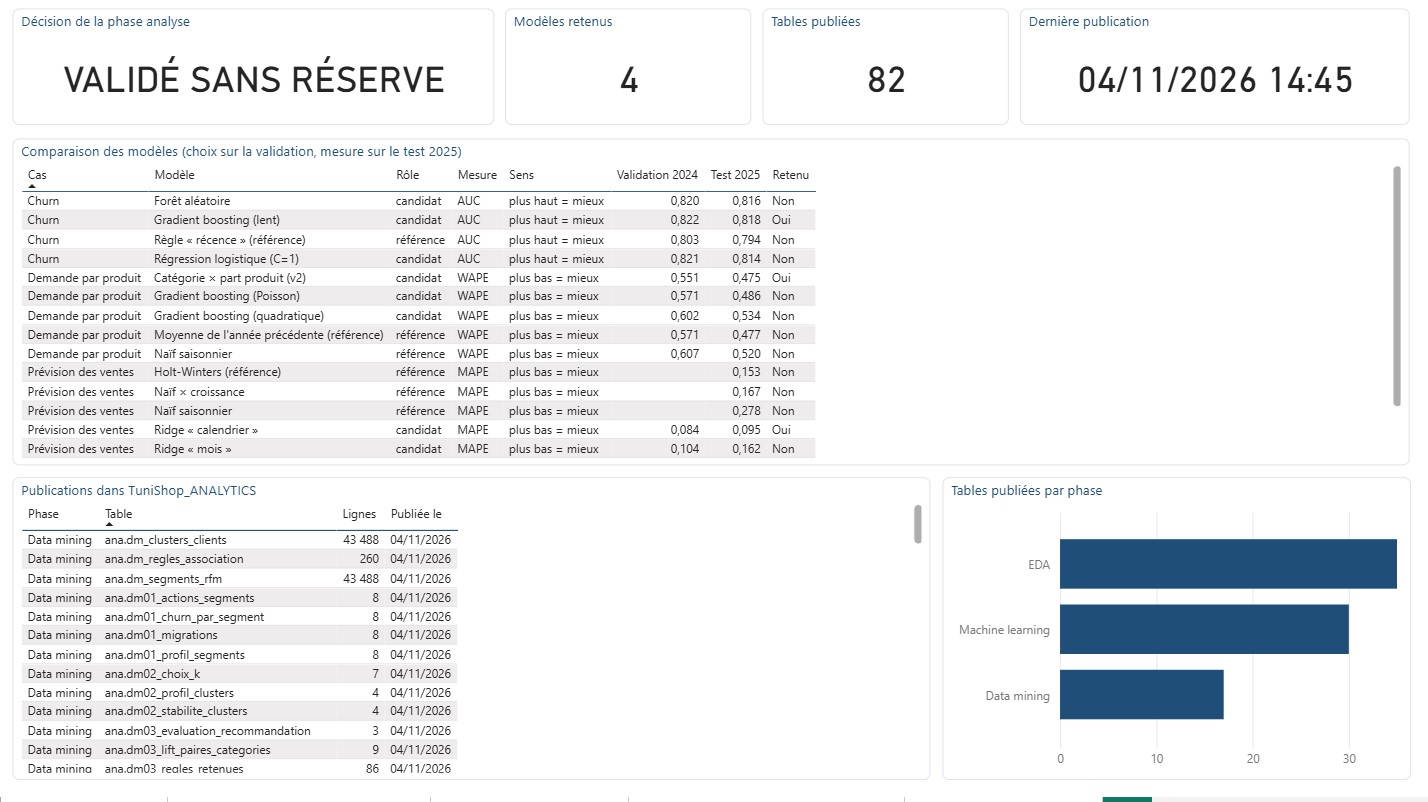 Décision de la phase analyse
VALIDÉ SANS RÉSERVE
Modèles retenus
4
Tables publiées
82
Dernière publication
04/11/2026 14:45
Comparaison des modèles (choix sur la validation, mesure sur le test 2025)
Cas Modèle Rôle Mesure Sens Validation 2024 Test 2025 Retenu
Churn Forêt aléatoire candidat AUC plus haut = mieux 0,820 0,816 Non
Churn Gradient boosting (lent) candidat AUC plus haut = mieux 0,822 0,818 Oui
Churn Règle « récence » (référence) référence AUC plus haut = mieux 0,803 0,794 Non
Churn Régression logistique (C=1) candidat AUC plus haut = mieux 0,821 0,814 Non
Demande par produit Catégorie × part produit (v2) candidat WAPE plus bas = mieux 0,551 0,475 Oui
Demande par produit Gradient boosting (Poisson) candidat WAPE plus bas = mieux 0,571 0,486 Non
Demande par produit Gradient boosting (quadratique) candidat WAPE plus bas = mieux 0,602 0,534 Non
Demande par produit Moyenne de l'année précédente (référence) référence WAPE plus bas = mieux 0,571 0,477 Non
Demande par produit Naïf saisonnier référence WAPE plus bas = mieux 0,607 0,520 Non
Prévision des ventes Holt-Winters (référence) référence MAPE plus bas = mieux 0,153 Non
Prévision des ventes Naïf × croissance référence MAPE plus bas = mieux 0,167 Non
Prévision des ventes Naïf saisonnier référence MAPE plus bas = mieux 0,278 Non
Prévision des ventes Ridge « calendrier » candidat MAPE plus bas = mieux 0,084 0,095 Oui
Prévision des ventes Ridge « mois » candidat MAPE plus bas = mieux 0,104 0,162 Non
Publications dans TuniShop_ANALYTICS
Phase Table Lignes Publiée le
Data mining ana.dm_clusters_clients 43 488 04/11/2026
Data mining ana.dm_regles_association 260 04/11/2026
Data mining ana.dm_segments_rfm 43 488 04/11/2026
Data mining ana.dm01_actions_segments 8 04/11/2026
Data mining ana.dm01_churn_par_segment 8 04/11/2026
Data mining ana.dm01_migrations 8 04/11/2026
Data mining ana.dm01_profil_segments 8 04/11/2026
Data mining ana.dm02_choix_k 7 04/11/2026
Data mining ana.dm02_profil_clusters 4 04/11/2026
Data mining ana.dm02_stabilite_clusters 4 04/11/2026
Data mining ana.dm03_evaluation_recommandation 3 04/11/2026
Data mining ana.dm03_lift_paires_categories 9 04/11/2026
Data mining ana.dm03_regles_retenues 86 04/11/2026
Tables publiées par phase
EDA
Machine learning
Data mining
0 10 20 30